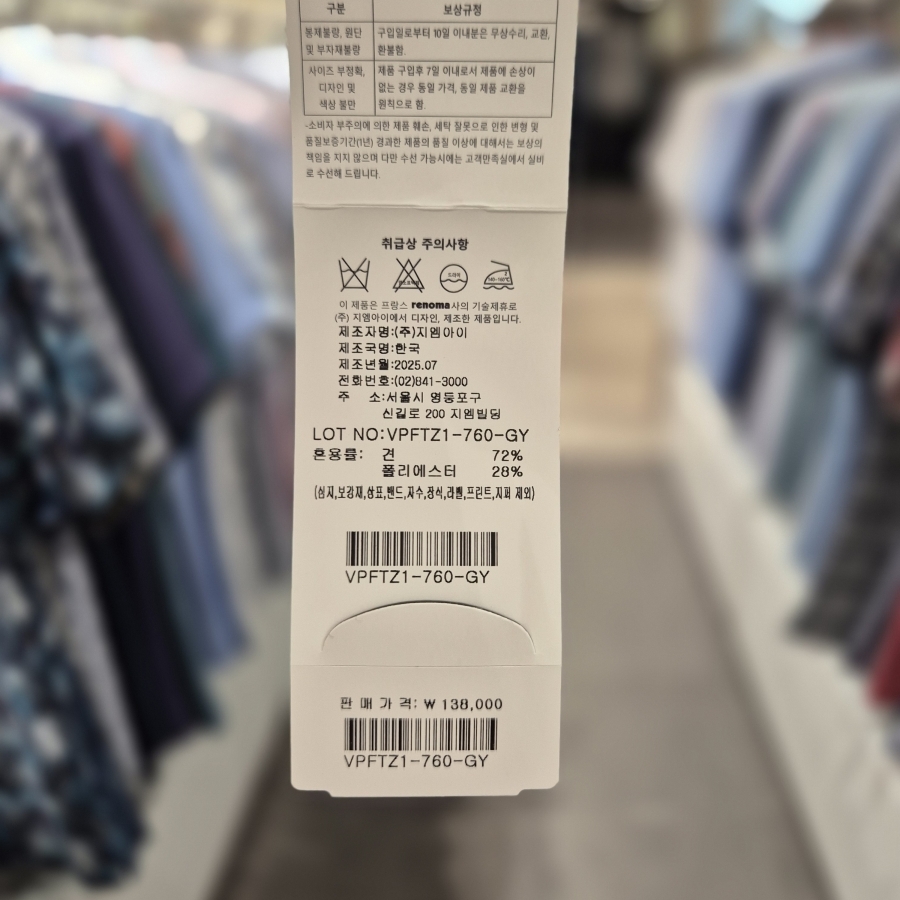 구분 보상규정
봉제불량, 원단 구입일로부터 10일 이내분은 무상수리, 교환,
및 부자재불량 환불함.
사이즈 부정확, 제품 구입후 7일 이내로서 제품에 손상이
디자인 및 없는 경우 동일 가격, 동일 제품 교환을
색상 불만 원칙으로 함.
-소비자 부주의에 의한 제품 훼손, 세탁 잘못으로 인한 변형 및
품질보증기간(1년) 경과한 제품의 품질 이상에 대해서는 보상의
책임을 지지 않으며 다만 수선 가능시에는 고객만족실에서 실비
로 수선해 드립니다.
취급상 주의사항
드라이
이 제품은 프랑스 renoma사의 기술제휴로
(주) 지엠아이에서 디자인, 제조한 제품입니다.
제조자명:(주)지엠아이
제조국명:한국
제조년월:2025.07
전화번호:(02)841-3000
주 소:서울시 영등포구
신길로 200 지엠빌딩
LOT NO:VPFTZ1-760-GY
혼용률: 견 72%
폴리에스터 28%
(심지,보강재,상표,밴드,자수,장식,라벨,프린트,지퍼 제외)
VPFTZ1-760-GY
판매가격: ₩138,000
VPFTZ1-760-GY